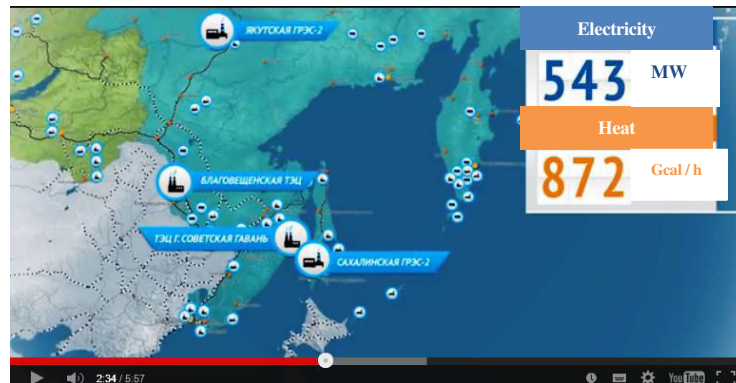 ЯКУТСКАЯ ГРЭС-2
Electricity
543 MW
Heat
872 Gcal / h
БЛАГОВЕЩЕНСКАЯ ТЭЦ
ТЭЦ Г. СОВЕТСКАЯ ГАВАНЬ
САХАЛИНСКАЯ ГРЭС-2
2:34 / 5:57
YouTube